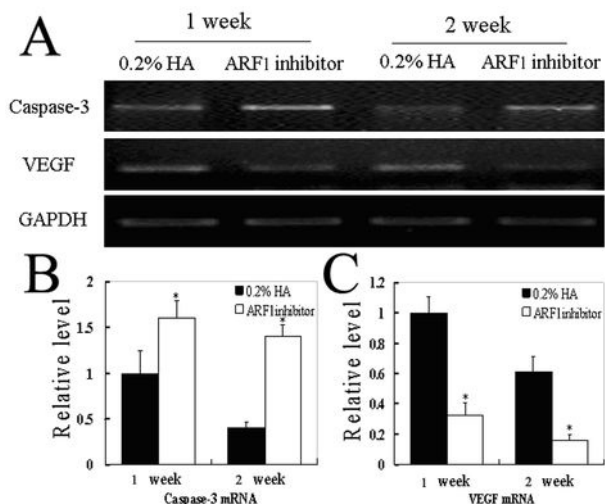 A
1 week
2 week
0.2% HA
ARF1 inhibitor
0.2% HA
ARF1 inhibitor
Caspase-3
VEGF
GAPDH
B
Relative level
2
1.5
1
0.5
0
0.2% HA
ARF1inhibitor
*
*
1 week
2 week
Caspase-3 mRNA
C
Relative level
1.2
1
0.8
0.6
0.4
0.2
0
0.2% HA
ARF1inhibitor
*
*
1 week
2 week
VEGF mRNA